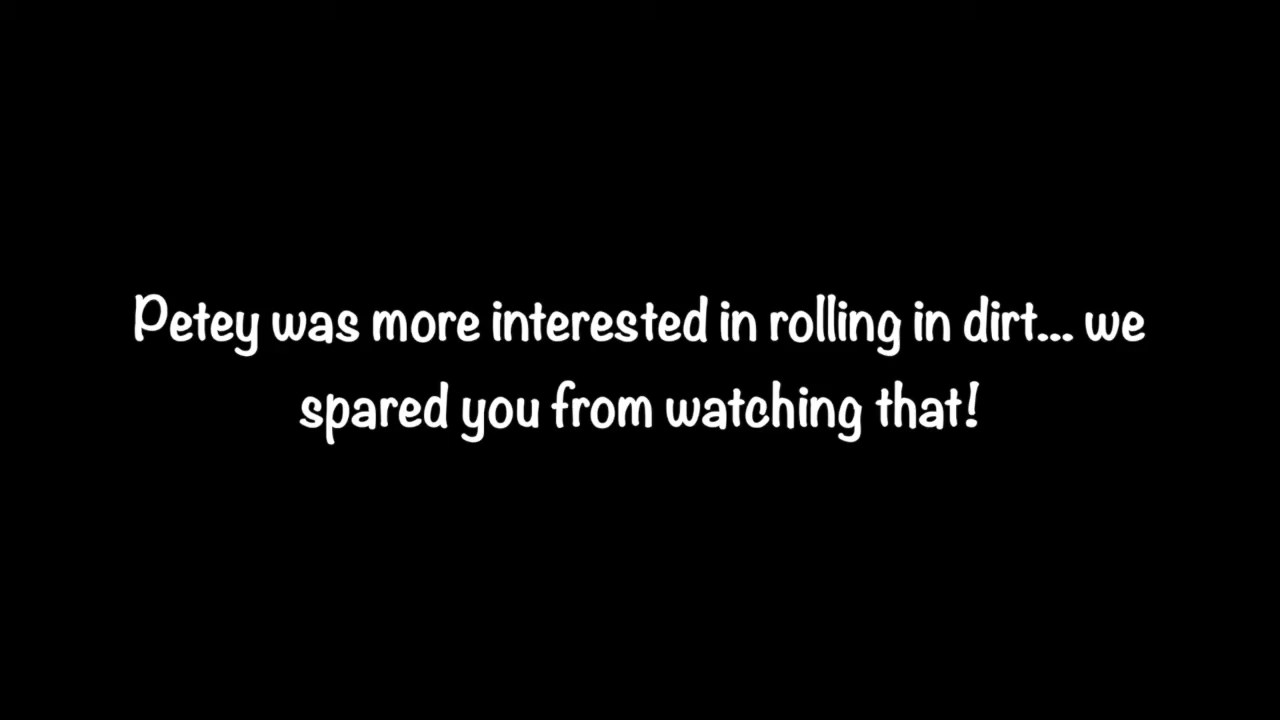 Petey was more interested in rolling in dirt... we
spared you from watching that!